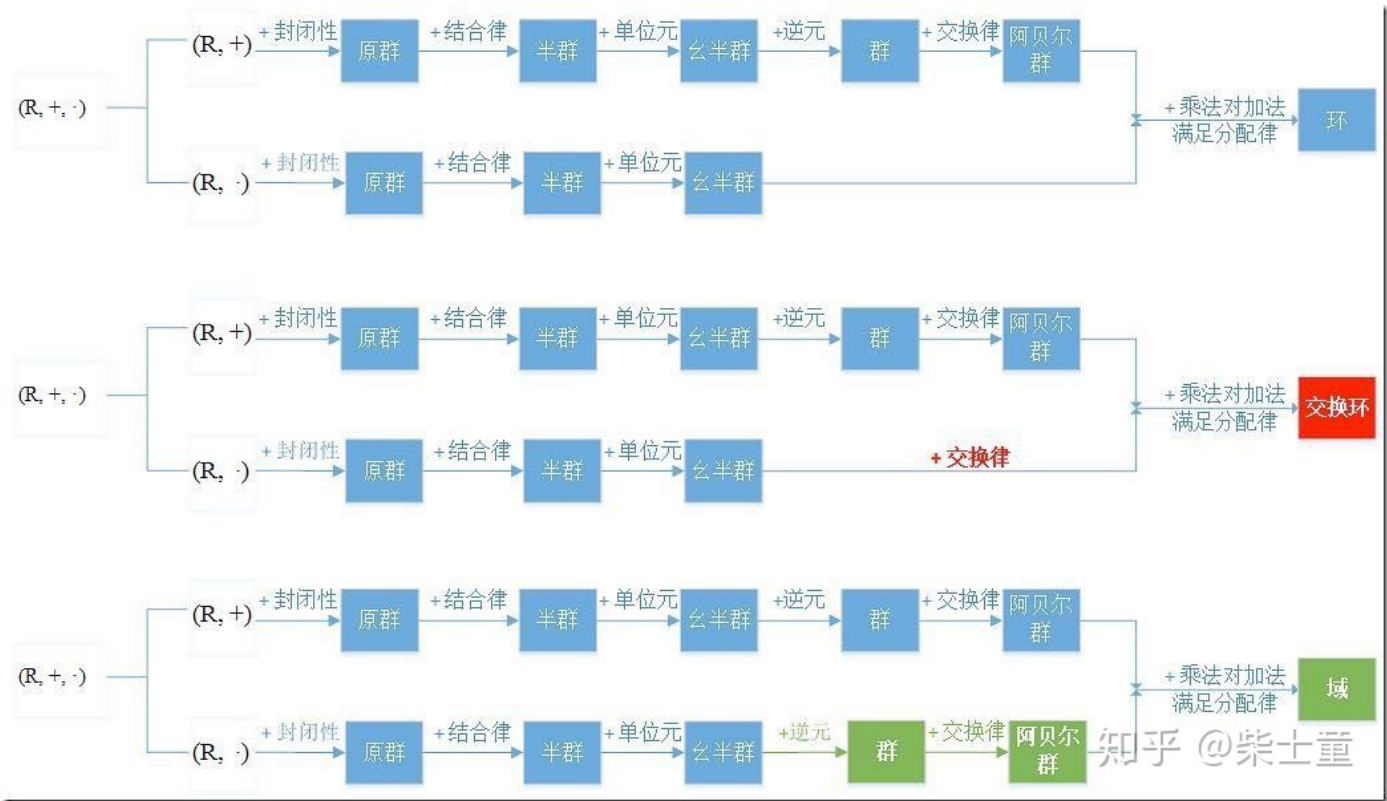 (R, +, ·)
(R, +)
+ 封闭性
原群
+ 结合律
半群
+ 单位元
幺半群
+逆元
群
+ 交换律
阿贝尔
群
(R, ·)
+ 封闭性
原群
+ 结合律
半群
+ 单位元
幺半群
+ 乘法对加法
满足分配律
环
(R, +, ·)
(R, +)
+ 封闭性
原群
+ 结合律
半群
+ 单位元
幺半群
+逆元
群
+ 交换律
阿贝尔
群
(R, ·)
+ 封闭性
原群
+ 结合律
半群
+ 单位元
幺半群
+ 交换律
+ 乘法对加法
满足分配律
交换环
(R, +, ·)
(R, +)
+ 封闭性
原群
+ 结合律
半群
+ 单位元
幺半群
+逆元
群
+ 交换律
阿贝尔
群
(R, ·)
+ 封闭性
原群
+ 结合律
半群
+ 单位元
幺半群
+逆元
群
+ 交换律
阿贝尔
群
+ 乘法对加法
满足分配律
域
知乎 @柴士童